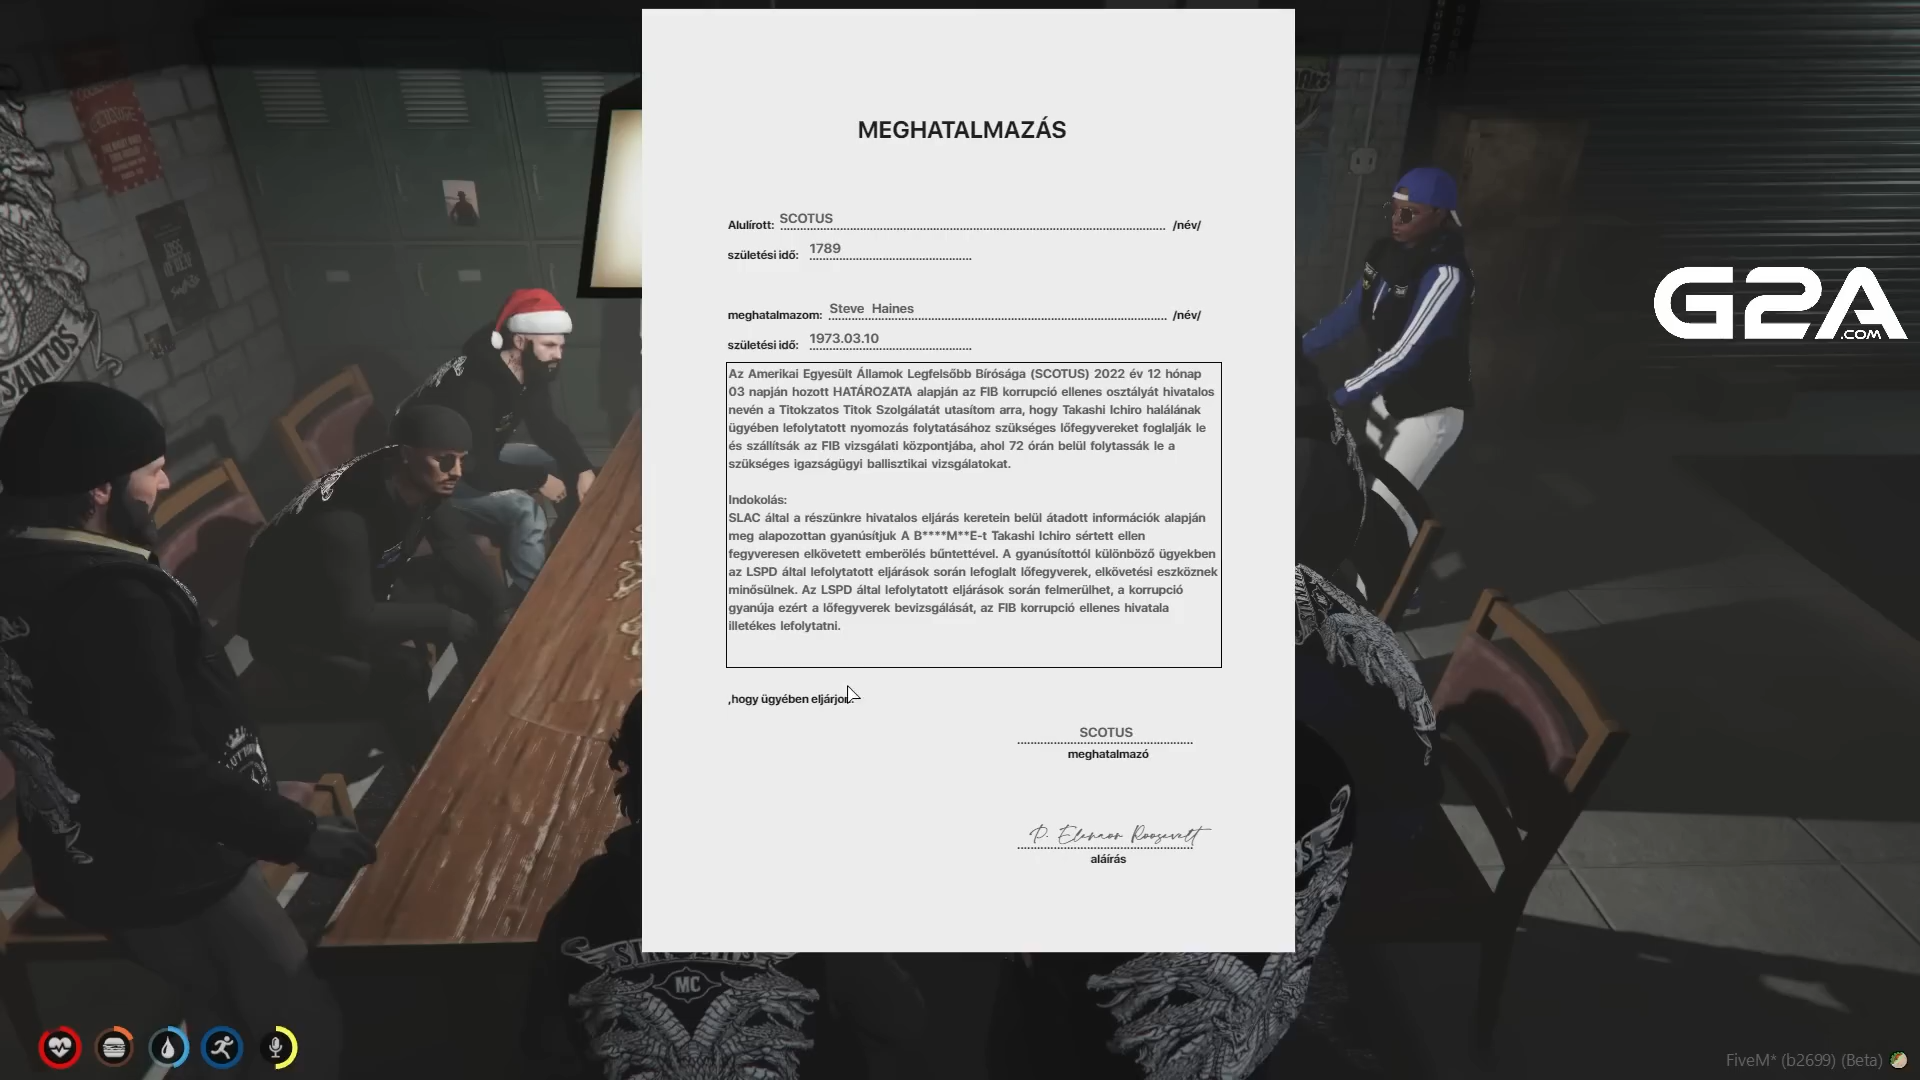 MEGHATALMAZÁS
Alulírott: SCOTUS /név/
születési idő: 1789
meghatalmazom: Steve Haines /név/
születési idő: 1973.03.10
Az Amerikai Egyesült Államok Legfelsőbb Bírósága (SCOTUS) 2022 év 12 hónap
03 napján hozott HATÁROZATA alapján az FIB korrupció ellenes osztályát hivatalos
nevén a Titokzatos Titok Szolgálatát utasítom arra, hogy Takashi Ichiro halálának
ügyében lefolytatott nyomozás folytatásához szükséges lőfegyvereket foglalják le
és szállítsák az FIB vizsgálati központjába, ahol 72 órán belül folytassák le a
szükséges igazságügyi ballisztikai vizsgálatokat.
Indokolás:
SLAC által a részünkre hivatalos eljárás keretein belül átadott információk alapján
meg alapozottan gyanúsítjuk A B****M**E-t Takashi Ichiro sértett ellen
fegyveresen elkövetett emberölés bűntettével. A gyanúsítottól különböző ügyekben
az LSPD által lefolytatott eljárások során lefoglalt lőfegyverek, elkövetési eszköznek
minősülnek. Az LSPD által lefolytatott eljárások során felmerülhet, a korrupció
gyanúja ezért a lőfegyverek bevizsgálását, az FIB korrupció ellenes hivatala
illetékes lefolytatni.
,hogy ügyében eljárjon.
SCOTUS
meghatalmazó
P. Elenaor Roosevelt
aláírás
G2A
.COM
SANTOS
MC
FiveM* (b2699) (Beta)